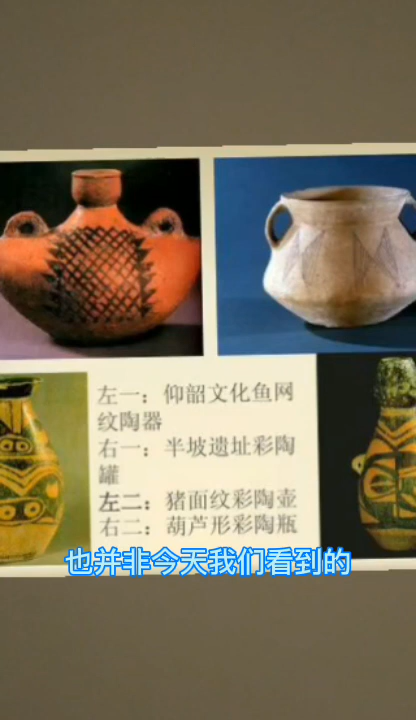 左一：仰韶文化鱼网
纹陶器
右一：半坡遗址彩陶
罐
左二：猪面纹彩陶壶
右二：葫芦形彩陶瓶
也并非今天我们看到的